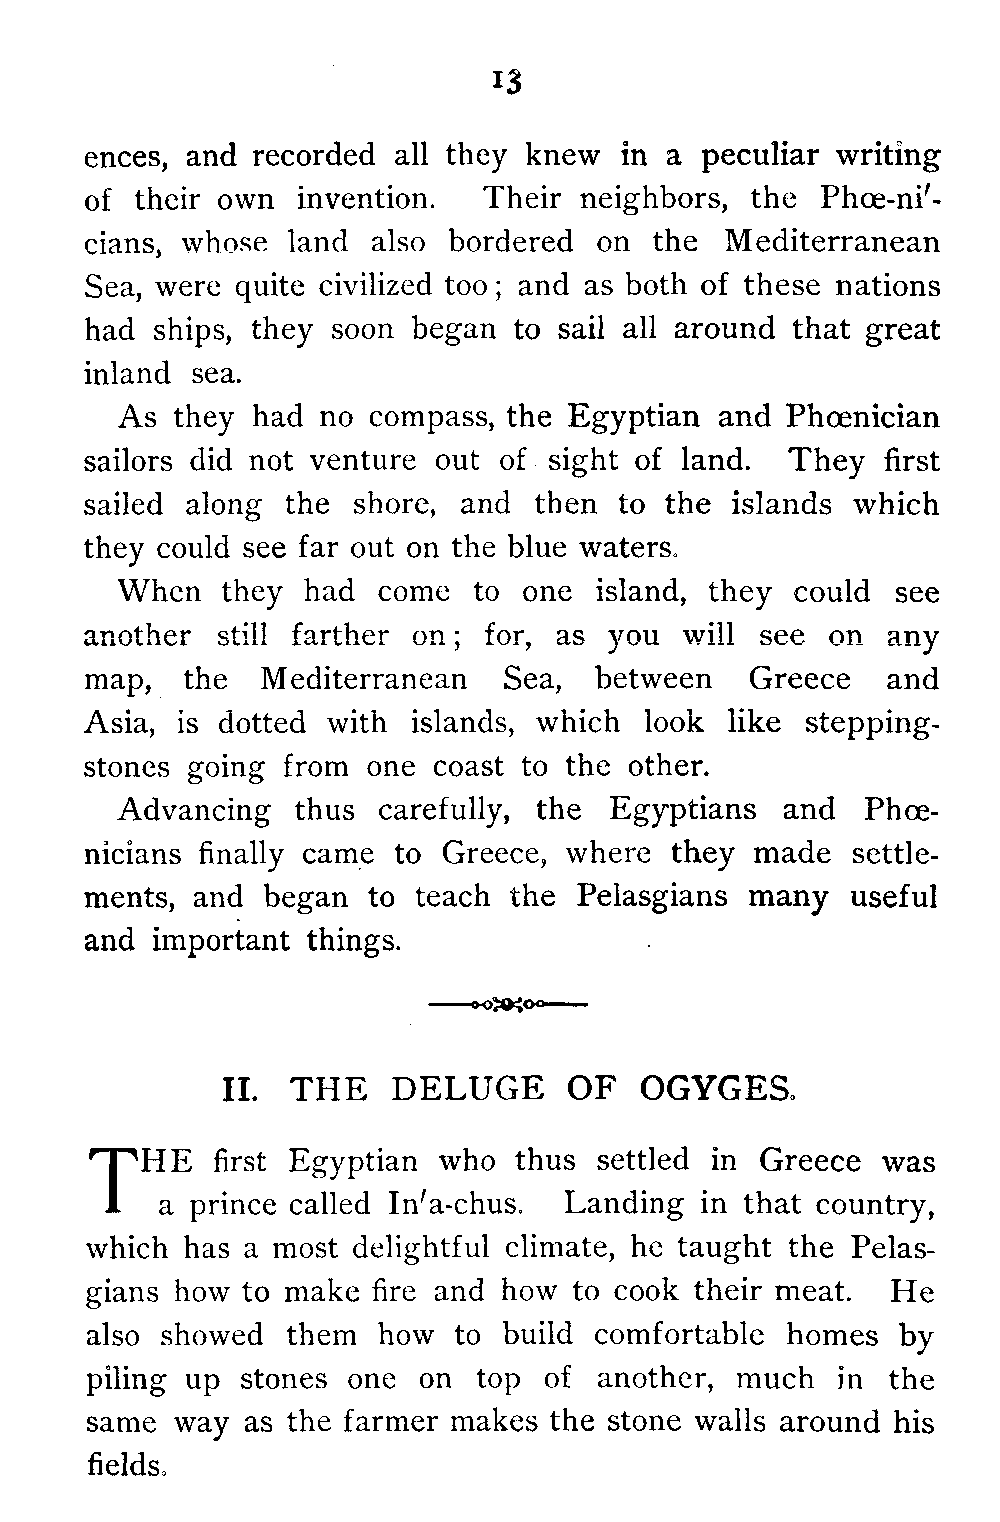 13
ences, and recorded all they knew in a peculiar writing
of their own invention. Their neighbors, the Phœ-ni′-
cians, whose land also bordered on the Mediterranean
Sea, were quite civilized too; and as both of these nations
had ships, they soon began to sail all around that great
inland sea.
As they had no compass, the Egyptian and Phœnician
sailors did not venture out of sight of land. They first
sailed along the shore, and then to the islands which
they could see far out on the blue waters.
When they had come to one island, they could see
another still farther on; for, as you will see on any
map, the Mediterranean Sea, between Greece and
Asia, is dotted with islands, which look like stepping-
stones going from one coast to the other.
Advancing thus carefully, the Egyptians and Phœ-
nicians finally came to Greece, where they made settle-
ments, and began to teach the Pelasgians many useful
and important things.
II. THE DELUGE OF OGYGES.
THE first Egyptian who thus settled in Greece was
a prince called In′a-chus. Landing in that country,
which has a most delightful climate, he taught the Pelas-
gians how to make fire and how to cook their meat. He
also showed them how to build comfortable homes by
piling up stones one on top of another, much in the
same way as the farmer makes the stone walls around his
fields.